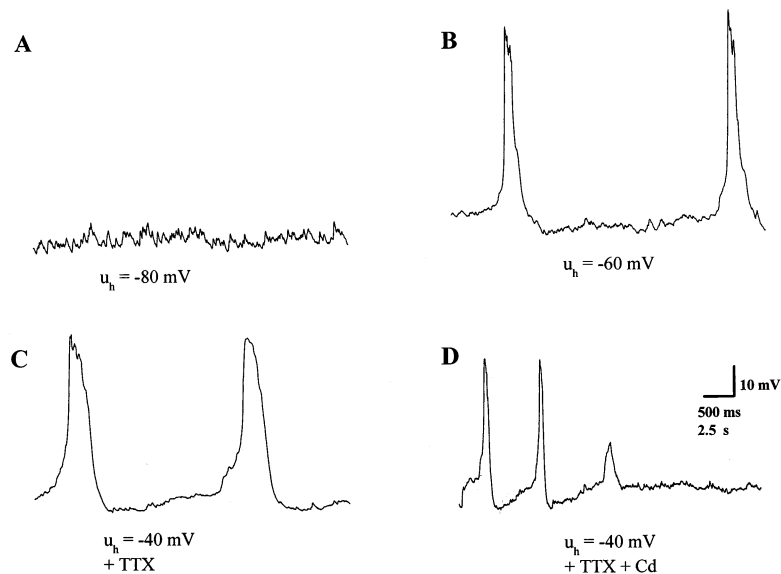 A
u_h = -80 mV
B
u_h = -60 mV
C
u_h = -40 mV
+ TTX
D
10 mV
500 ms
2.5 s
u_h = -40 mV
+ TTX + Cd